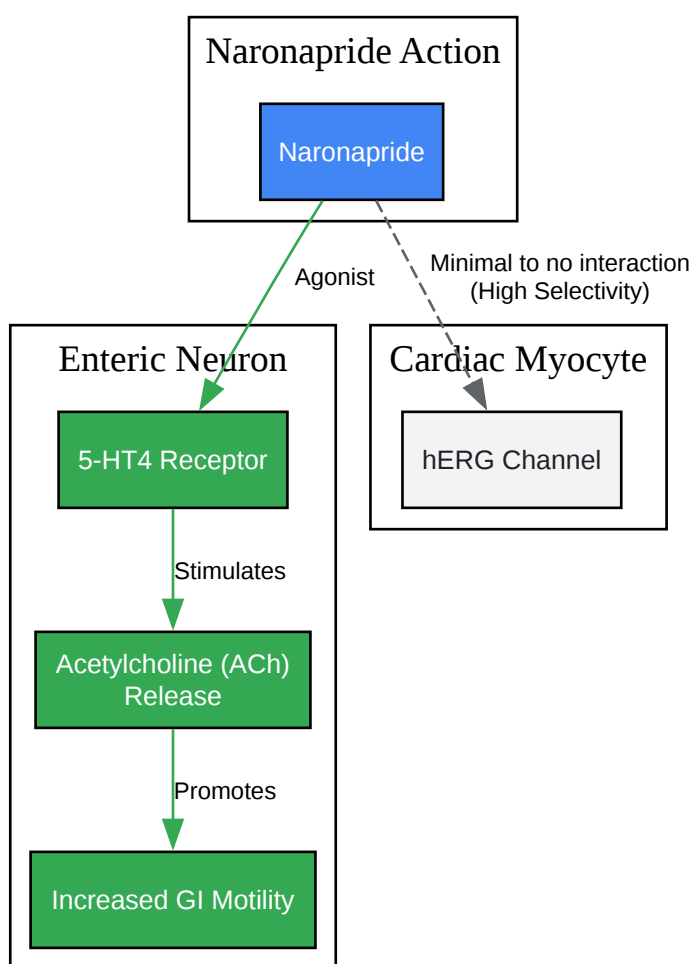 Naronapride Action
Naronapride
Agonist
Minimal to no interaction
(High Selectivity)
Enteric Neuron
Cardiac Myocyte
5-HT4 Receptor
hERG Channel
Stimulates
Acetylcholine (ACh)
Release
Promotes
Increased GI Motility